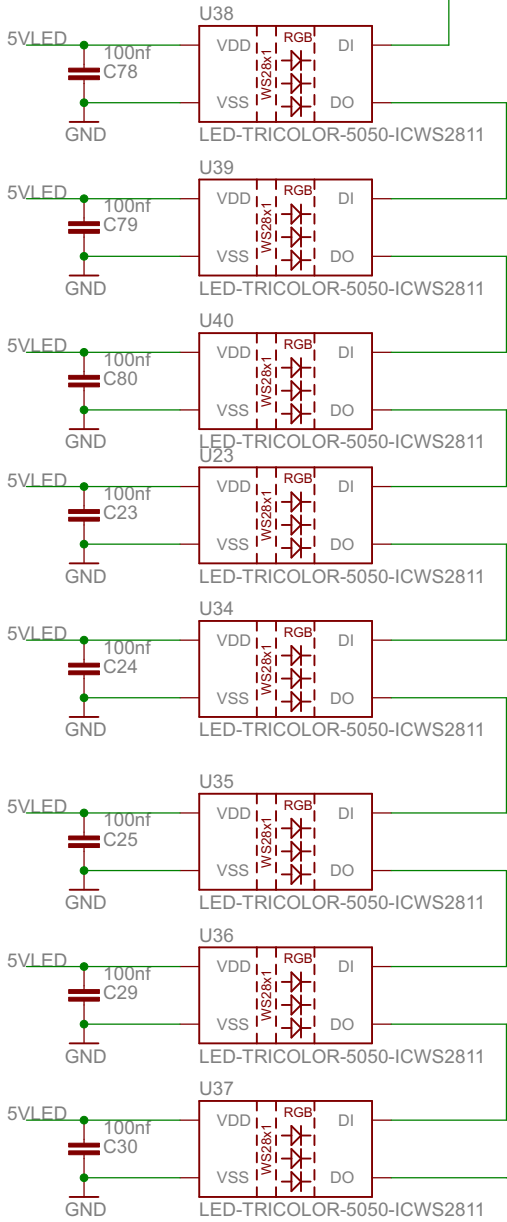 U38
5VLED
100nf
C78
GND
VDD
VSS
WS28x1
RGB
DI
DO
LED-TRICOLOR-5050-ICWS2811
U39
5VLED
100nf
C79
GND
VDD
VSS
WS28x1
RGB
DI
DO
LED-TRICOLOR-5050-ICWS2811
U40
5VLED
100nf
C80
GND
VDD
VSS
WS28x1
RGB
DI
DO
LED-TRICOLOR-5050-ICWS2811
U23
5VLED
100nf
C23
GND
VDD
VSS
WS28x1
RGB
DI
DO
LED-TRICOLOR-5050-ICWS2811
U34
5VLED
100nf
C24
GND
VDD
VSS
WS28x1
RGB
DI
DO
LED-TRICOLOR-5050-ICWS2811
U35
5VLED
100nf
C25
GND
VDD
VSS
WS28x1
RGB
DI
DO
LED-TRICOLOR-5050-ICWS2811
U36
5VLED
100nf
C29
GND
VDD
VSS
WS28x1
RGB
DI
DO
LED-TRICOLOR-5050-ICWS2811
U37
5VLED
100nf
C30
GND
VDD
VSS
WS28x1
RGB
DI
DO
LED-TRICOLOR-5050-ICWS2811